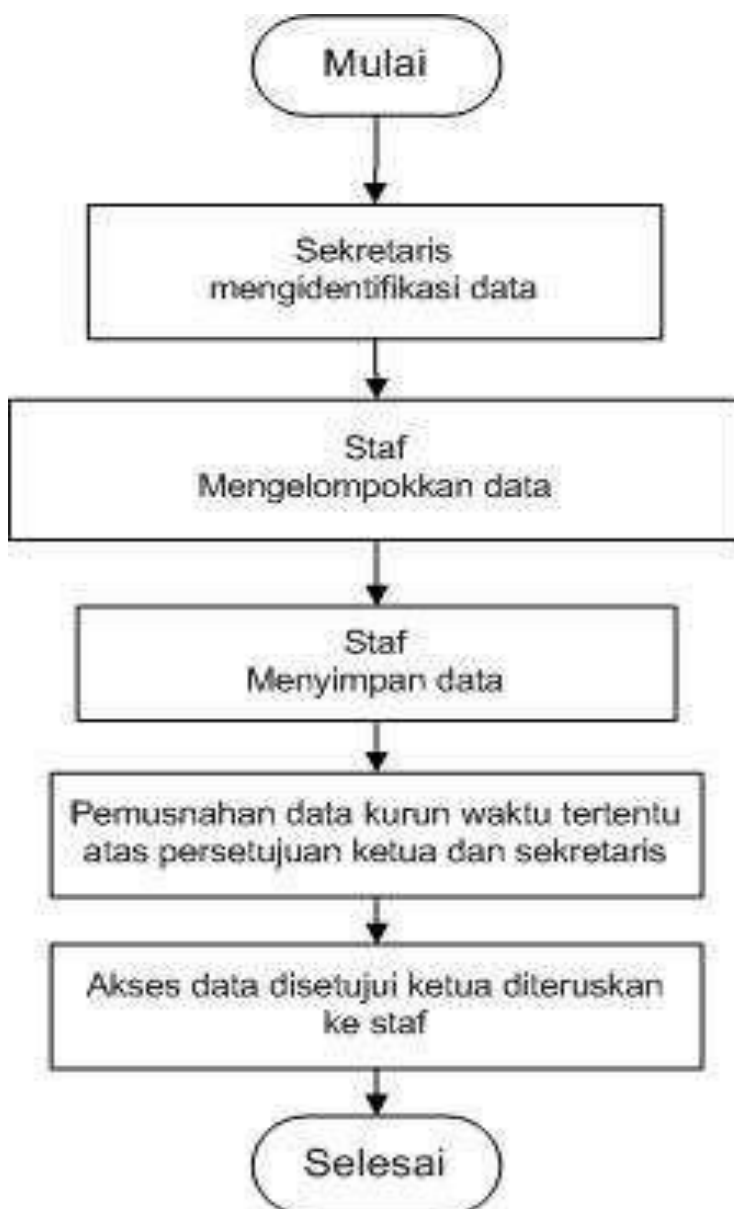 Mulai
Sekretaris
mengidentifikasi data
Staf
Mengelompokkan data
Staf
Menyimpan data
Pemusnahan data kurun waktu tertentu
atas persetujuan ketua dan sekretaris
Akses data disetujui ketua diteruskan
ke staf
Selesai